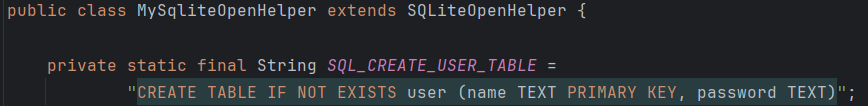 public class MySqliteOpenHelper extends SQLiteOpenHelper {
private static final String SQL_CREATE_USER_TABLE =
"CREATE TABLE IF NOT EXISTS user (name TEXT PRIMARY KEY, password TEXT)";